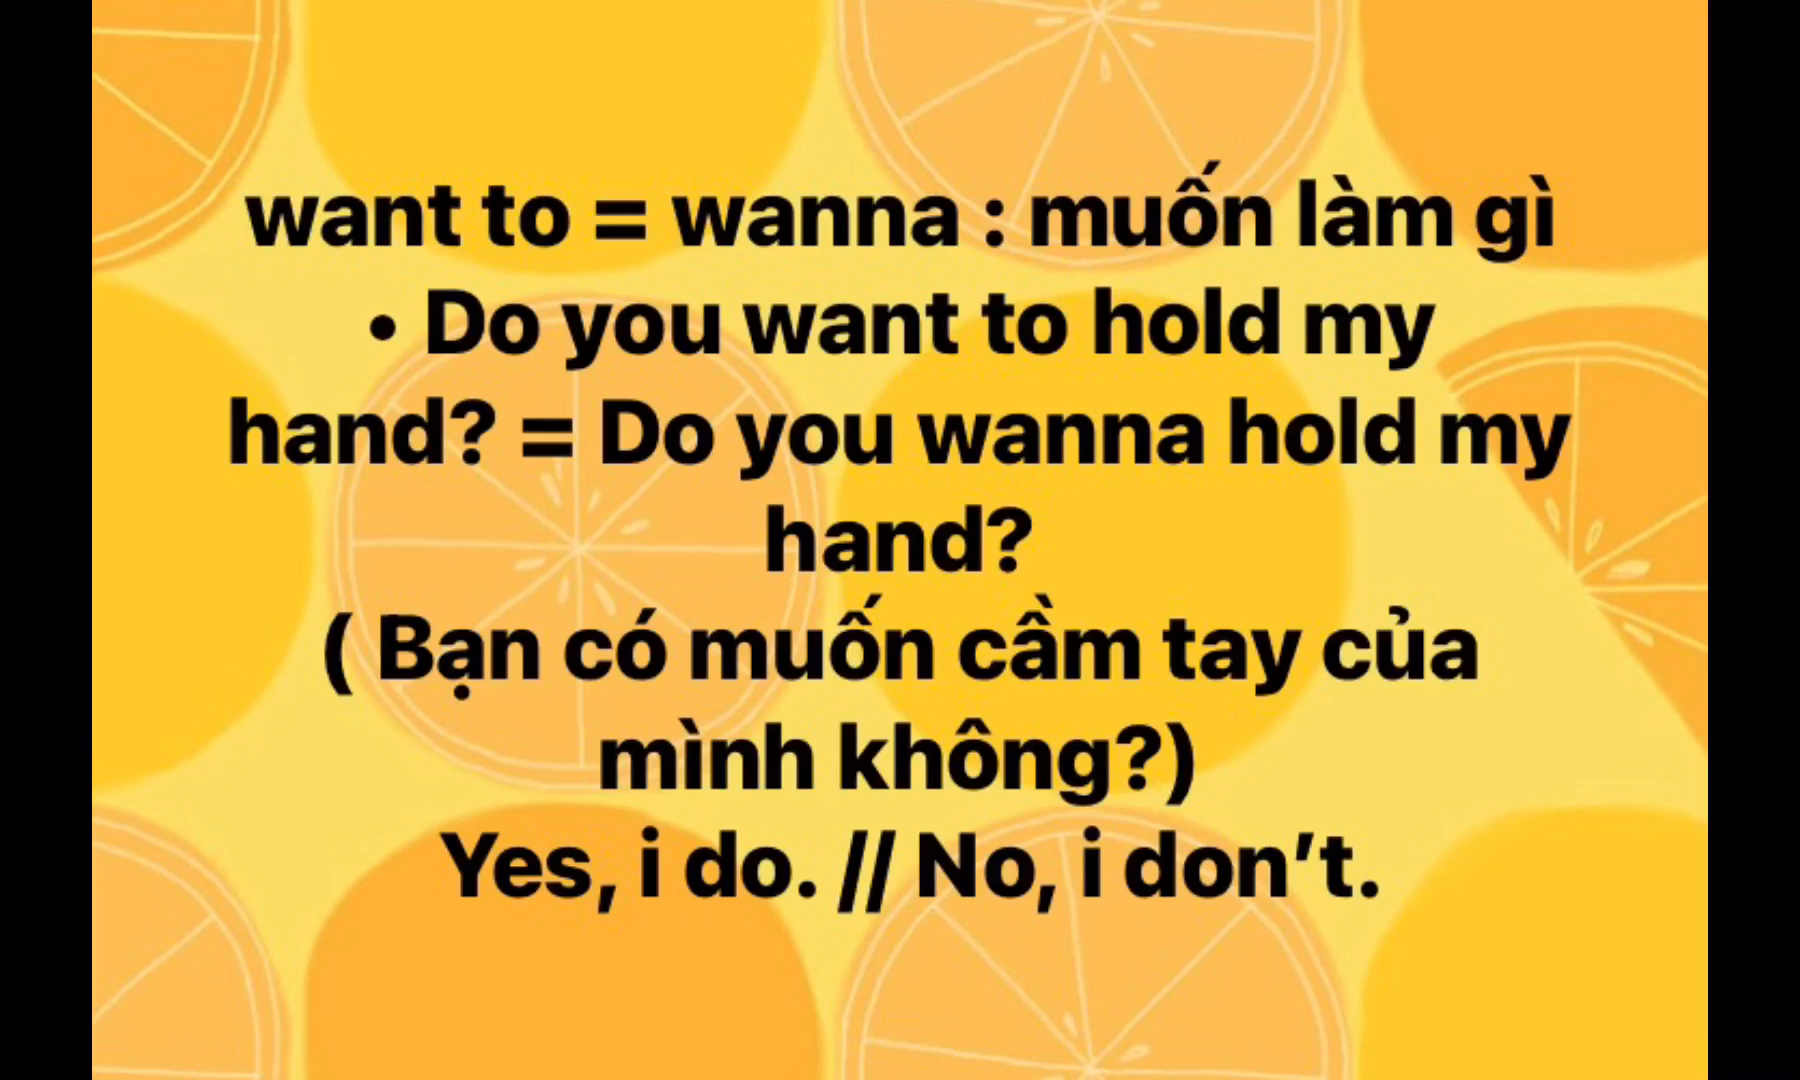 want to = wanna : muốn làm gì
• Do you want to hold my
hand? = Do you wanna hold my
hand?
( Bạn có muốn cầm tay của
mình không?)
Yes, i do. // No, i don’t.